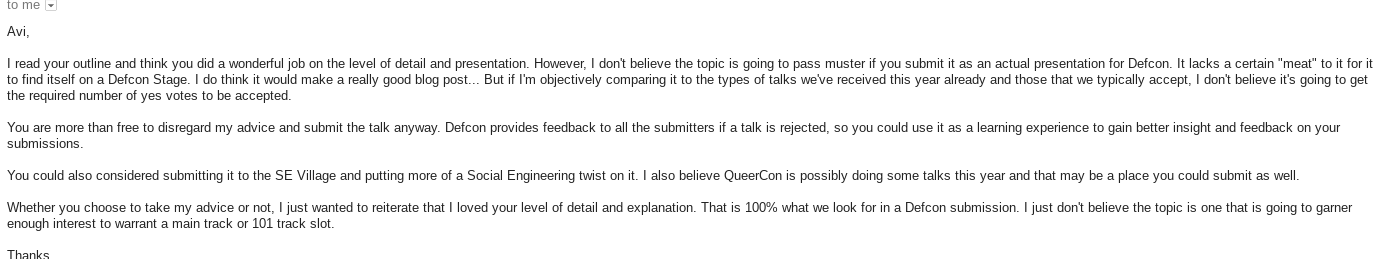 to me
Avi,
I read your outline and think you did a wonderful job on the level of detail and presentation. However, I don't believe the topic is going to pass muster if you submit it as an actual presentation for Defcon. It lacks a certain "meat" to it for it
to find itself on a Defcon Stage. I do think it would make a really good blog post... But if I'm objectively comparing it to the types of talks we've received this year already and those that we typically accept, I don't believe it's going to get
the required number of yes votes to be accepted.
You are more than free to disregard my advice and submit the talk anyway. Defcon provides feedback to all the submitters if a talk is rejected, so you could use it as a learning experience to gain better insight and feedback on your
submissions.
You could also considered submitting it to the SE Village and putting more of a Social Engineering twist on it. I also believe QueerCon is possibly doing some talks this year and that may be a place you could submit as well.
Whether you choose to take my advice or not, I just wanted to reiterate that I loved your level of detail and explanation. That is 100% what we look for in a Defcon submission. I just don't believe the topic is one that is going to garner
enough interest to warrant a main track or 101 track slot.
Thanks